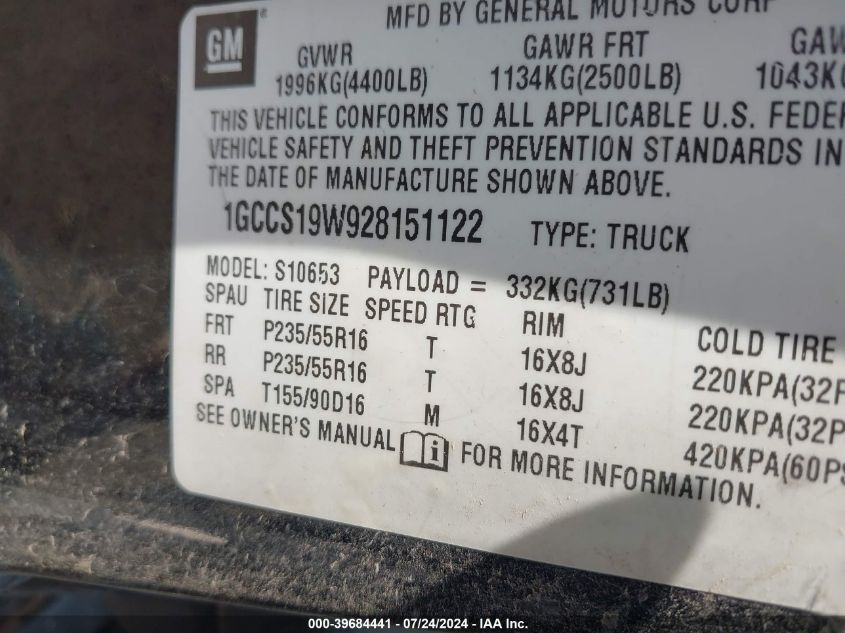 MFD BY GENERAL MOTORS CORP
GM ®
GVWR GAWR FRT
1996KG(4400LB) 1134KG(2500LB) 1043KG
THIS VEHICLE CONFORMS TO ALL APPLICABLE U.S. FEDER
VEHICLE SAFETY AND THEFT PREVENTION STANDARDS IN
THE DATE OF MANUFACTURE SHOWN ABOVE.
1GCCS19W928151122 TYPE: TRUCK
MODEL: S10653 PAYLOAD = 332KG(731LB)
SPAU TIRE SIZE SPEED RTG RIM COLD TIRE
FRT P235/55R16 T 16X8J 220KPA(32P
RR P235/55R16 T 16X8J 220KPA(32P
SPA T155/90D16 M 16X4T 420KPA(60PS
SEE OWNER'S MANUAL i FOR MORE INFORMATION.
000-39684441 / 07/24/2024 - IAA Inc.